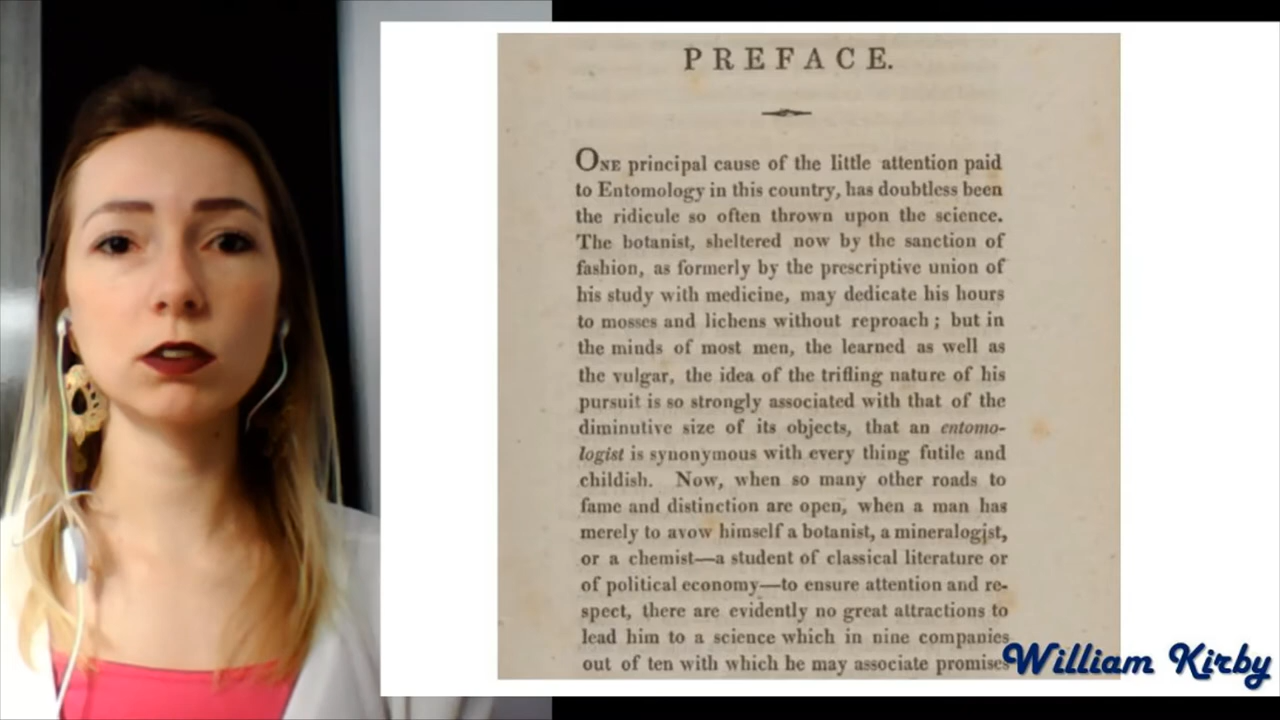 PREFACE.
ONE principal cause of the little attention paid
to Entomology in this country, has doubtless been
the ridicule so often thrown upon the science.
The botanist, sheltered now by the sanction of
fashion, as formerly by the prescriptive union of
his study with medicine, may dedicate his hours
to mosses and lichens without reproach; but in
the minds of most men, the learned as well as
the vulgar, the idea of the trifling nature of his
pursuit is so strongly associated with that of the
diminutive size of its objects, that an entomo-
logist is synonymous with every thing futile and
childish. Now, when so many other roads to
fame and distinction are open, when a man has
merely to avow himself a botanist, a mineralogist,
or a chemist—a student of classical literature or
of political economy—to ensure attention and re-
spect, there are evidently no great attractions to
lead him to a science which in nine companies
out of ten with which he may associate promises
William Kirby